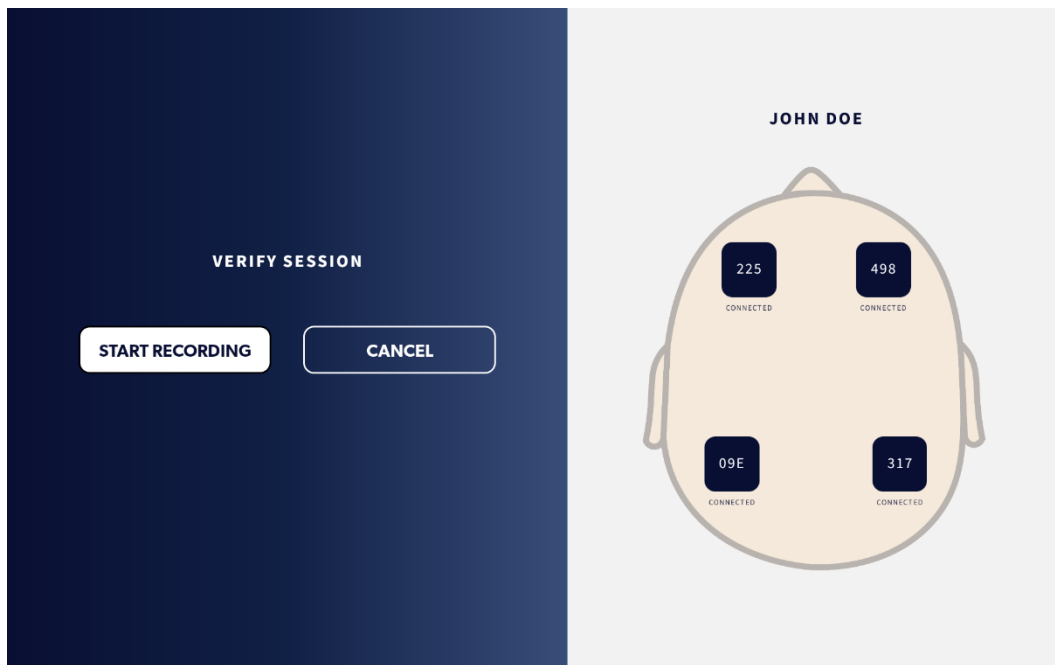 VERIFY SESSION
START RECORDING
CANCEL
JOHN DOE
225
498
CONNECTED
CONNECTED
09E
317
CONNECTED
CONNECTED